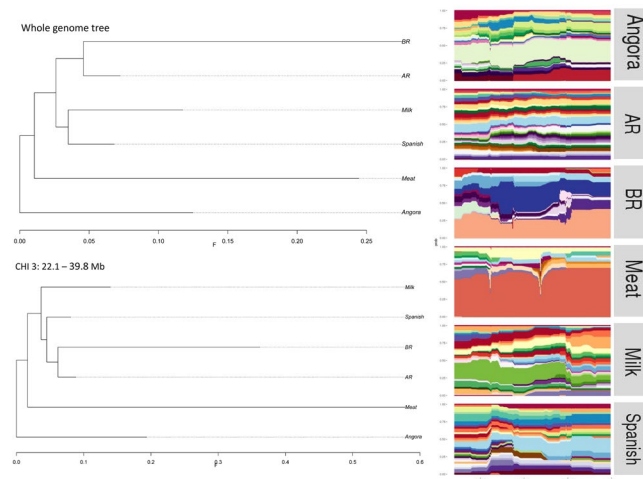 Whole genome tree
BR
AR
Milk
Spanish
Meat
Angora
0.00 0.05 0.10 0.15 0.20 0.25
F
CHI 3: 22.1 – 39.8 Mb
Milk
Spanish
BR
AR
Meat
Angora
0.0 0.1 0.2 0.3 0.4 0.5 0.6
F
Angora
AR
BR
Meat
Milk
Spanish